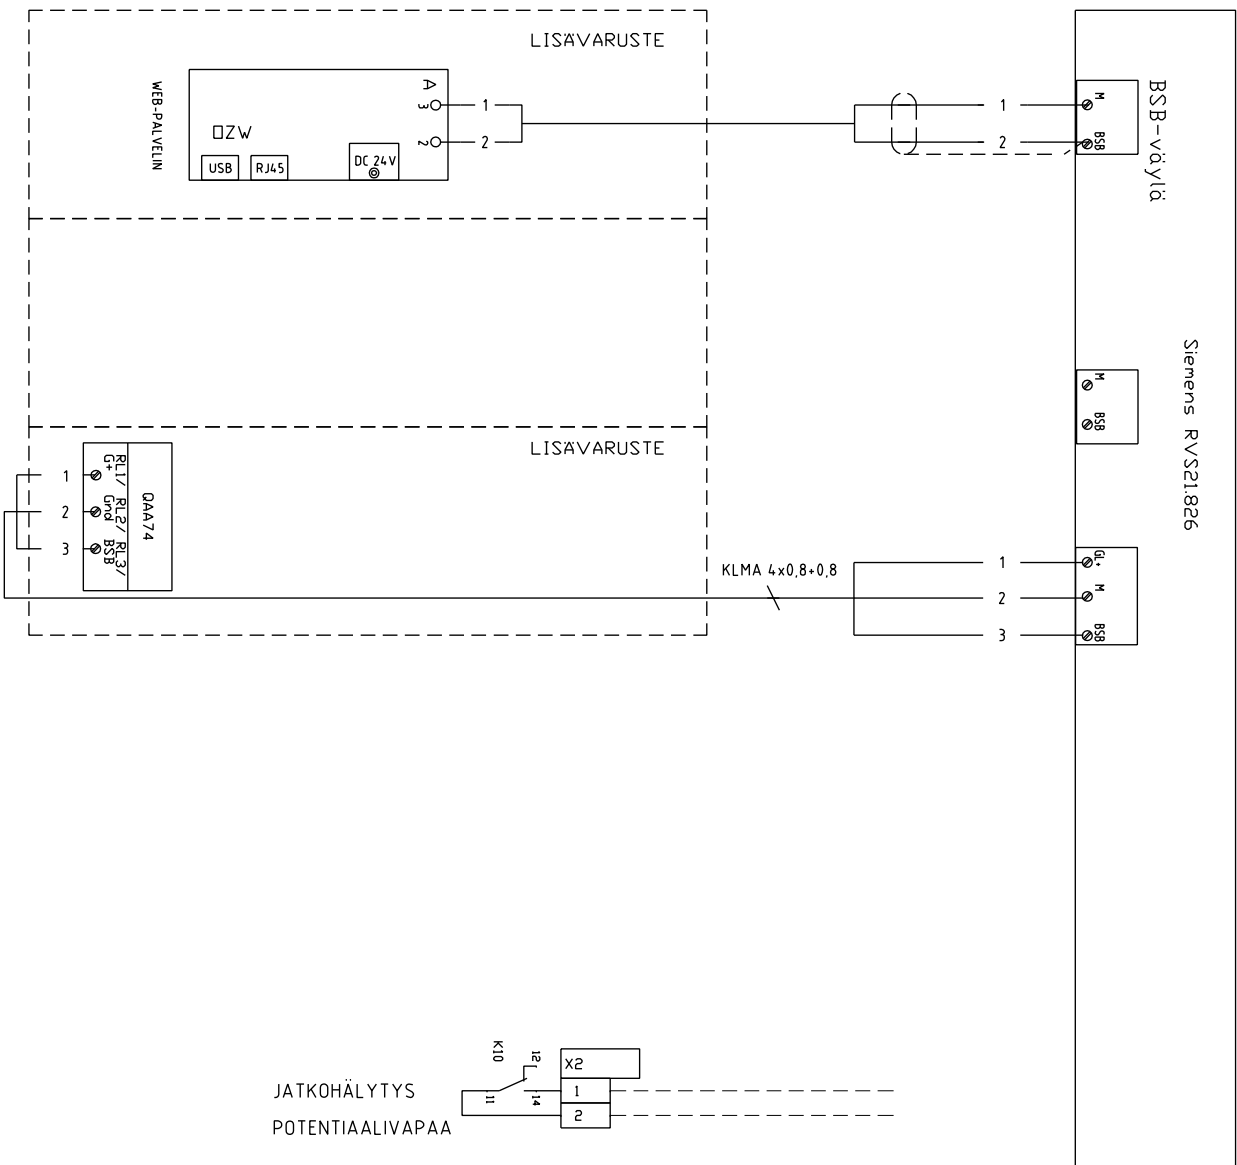 LISÄVARUSTE
WEB-PALVELIN
OZW
A
3
2
USB
RJ45
DC 24V
1
2
1
2
M
BSB
BSB-väylä
Siemens RVS21.826
M
BSB
LISÄVARUSTE
1
2
3
RL1/ RL2/ RL3/
G+ Gnd BSB
QAA74
KLMA 4x0,8+0,8
1
2
3
GL+
M
BSB
K10
12
11
14
X2
1
2
JATKOHÄLYTYS
POTENTIAALIVAPAA